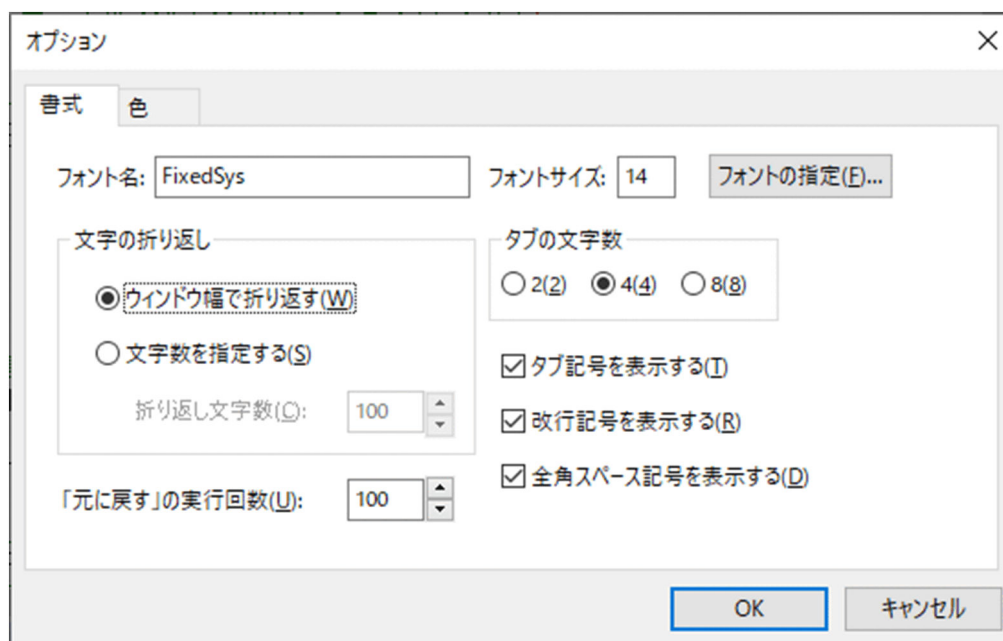 オプション
書式 色
フォント名: FixedSys フォントサイズ: 14 フォントの指定(F)...
文字の折り返し
ウィンドウ幅で折り返す(W)
文字数を指定する(S)
折り返し文字数(C): 100
「元に戻す」の実行回数(U): 100
タブの文字数
2(2) 4(4) 8(8)
タブ記号を表示する(T)
改行記号を表示する(R)
全角スペース記号を表示する(D)
OK キャンセル